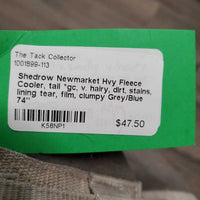 The Tack Collector
1001899-113
Shedrow Newmarket Hvy Fleece
Cooler, tail *gc, v. hairy, dirt, stains,
lining tear, film, clumpy Grey/Blue
74"
K58NP1
$47.50